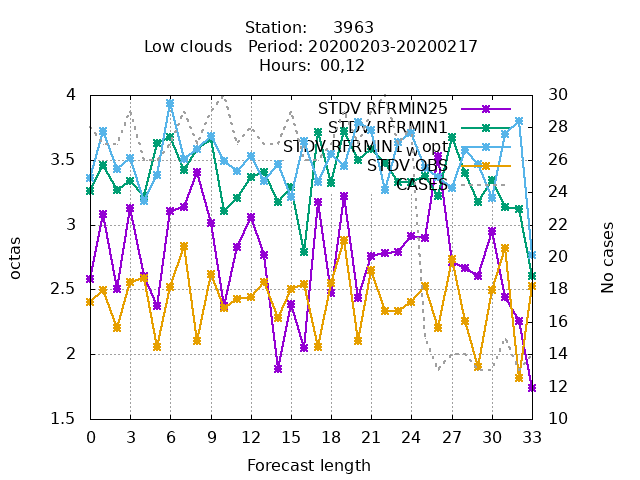 Station: 3963
Low clouds Period: 20200203-20200217
Hours: 00,12
STDV RFRMIN25
STDV RFRMIN1
STDV RFRMIN1_wopt
STDV OBS
CASES
4
3.5
3
2.5
2
1.5
30
28
26
24
22
20
18
16
14
12
10
octas
No cases
0 3 6 9 12 15 18 21 24 27 30 33
Forecast length